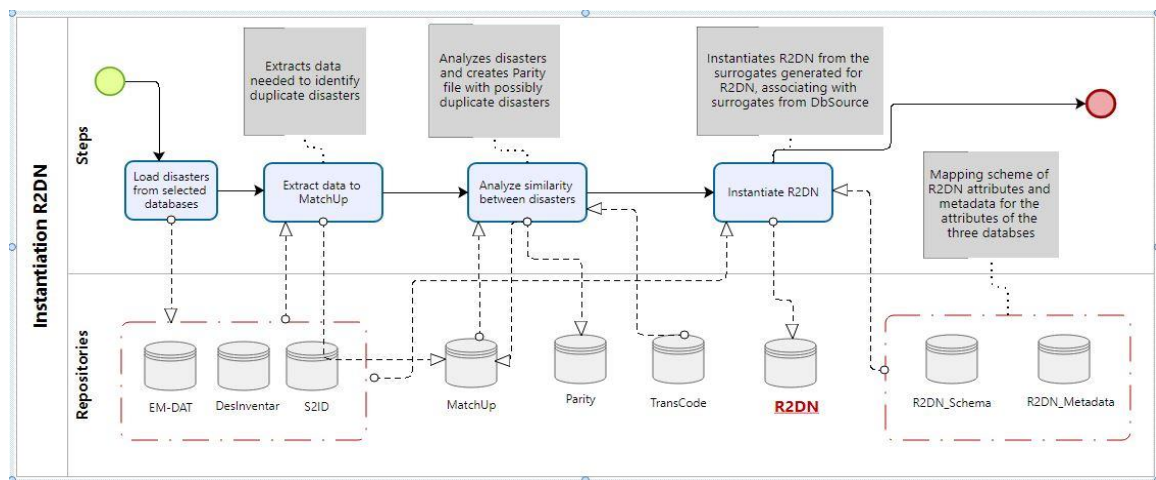 Instantiation R2DN
Steps
Repositories
Extracts data
needed to identify
duplicate disasters
Analyzes disasters
and creates Parity
file with possibly
duplicate disasters
Instantiates R2DN from the
surrogates generated for
R2DN, associating with
surrogates from DbSource
Load disasters
from selected
databases
Extract data to
MatchUp
Analyze similarity
between disasters
Instantiate R2DN
Mapping scheme of
R2DN attributes and
metadata for the
attributes of the
three databses
EM-DAT
DesInventar
S2ID
MatchUp
Parity
TransCode
R2DN
R2DN_Schema
R2DN_Metadata